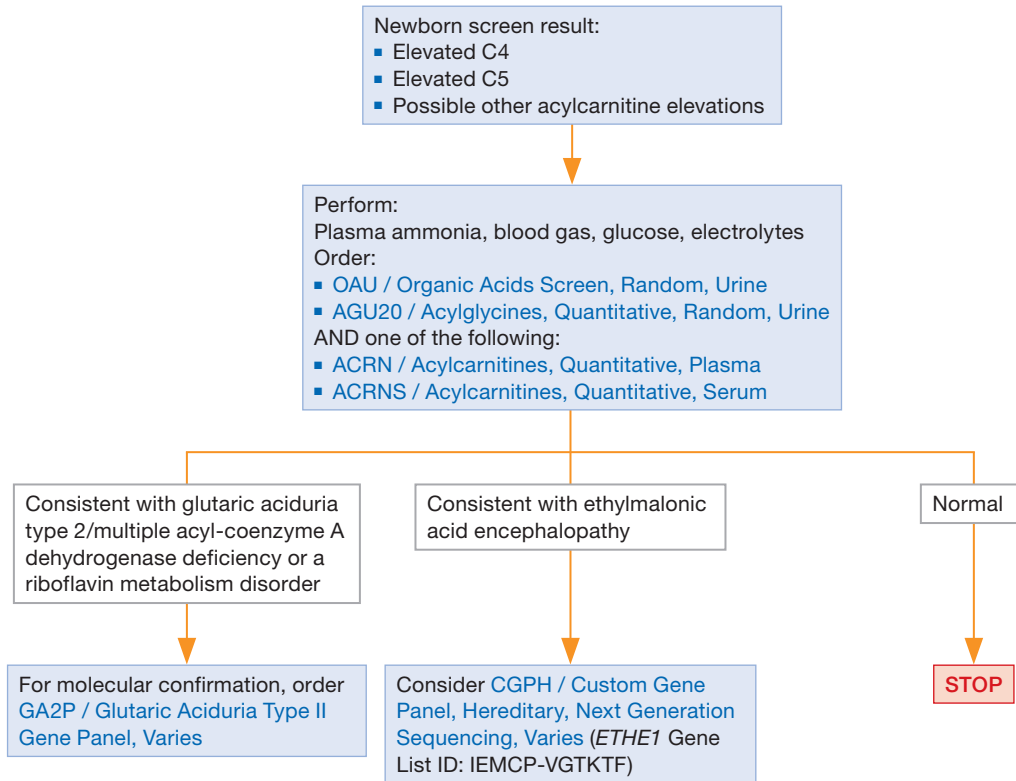 Newborn screen result:
▪ Elevated C4
▪ Elevated C5
▪ Possible other acylcarnitine elevations
Perform:
Plasma ammonia, blood gas, glucose, electrolytes
Order:
▪ OAU / Organic Acids Screen, Random, Urine
▪ AGU20 / Acylglycines, Quantitative, Random, Urine
AND one of the following:
▪ ACRN / Acylcarnitines, Quantitative, Plasma
▪ ACRNS / Acylcarnitines, Quantitative, Serum
Consistent with glutaric aciduria
type 2/multiple acyl-coenzyme A
dehydrogenase deficiency or a
riboflavin metabolism disorder
Consistent with ethylmalonic
acid encephalopathy
Normal
For molecular confirmation, order
GA2P / Glutaric Aciduria Type II
Gene Panel, Varies
Consider CGPH / Custom Gene
Panel, Hereditary, Next Generation
Sequencing, Varies (ETHE1 Gene
List ID: IEMCP-VGTKTF)
STOP